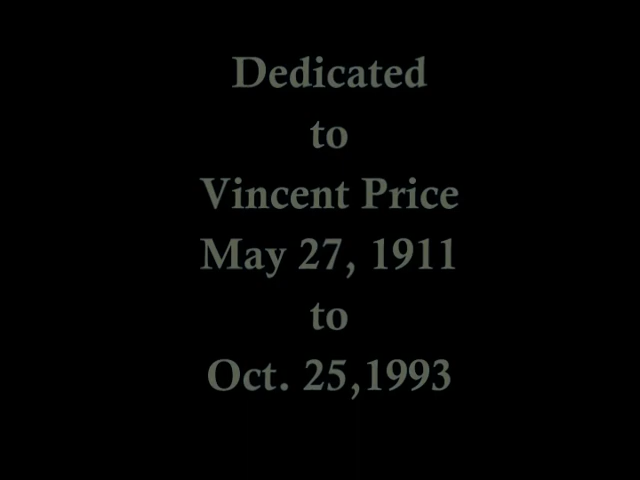 Dedicated
to
Vincent Price
May 27, 1911
to
Oct. 25,1993